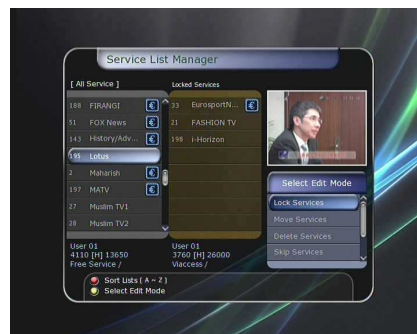 Service List Manager
[ All Service ]
Locked Services
188 FIRANGI €
51 FOX News €
143 History/Adv... €
195 Lotus
2 Maharish €
197 MATV €
27 Muslim TV1
28 Muslim TV2
33 EurosportN... €
21 FASHION TV
198 i-Horizon
Select Edit Mode
Lock Services
Move Services
Delete Services
Skip Services
User 01
4110 [H] 13650
Free Service /
User 01
3760 [H] 26000
Viaccess /
Sort Lists ( A ~ Z )
Select Edit Mode